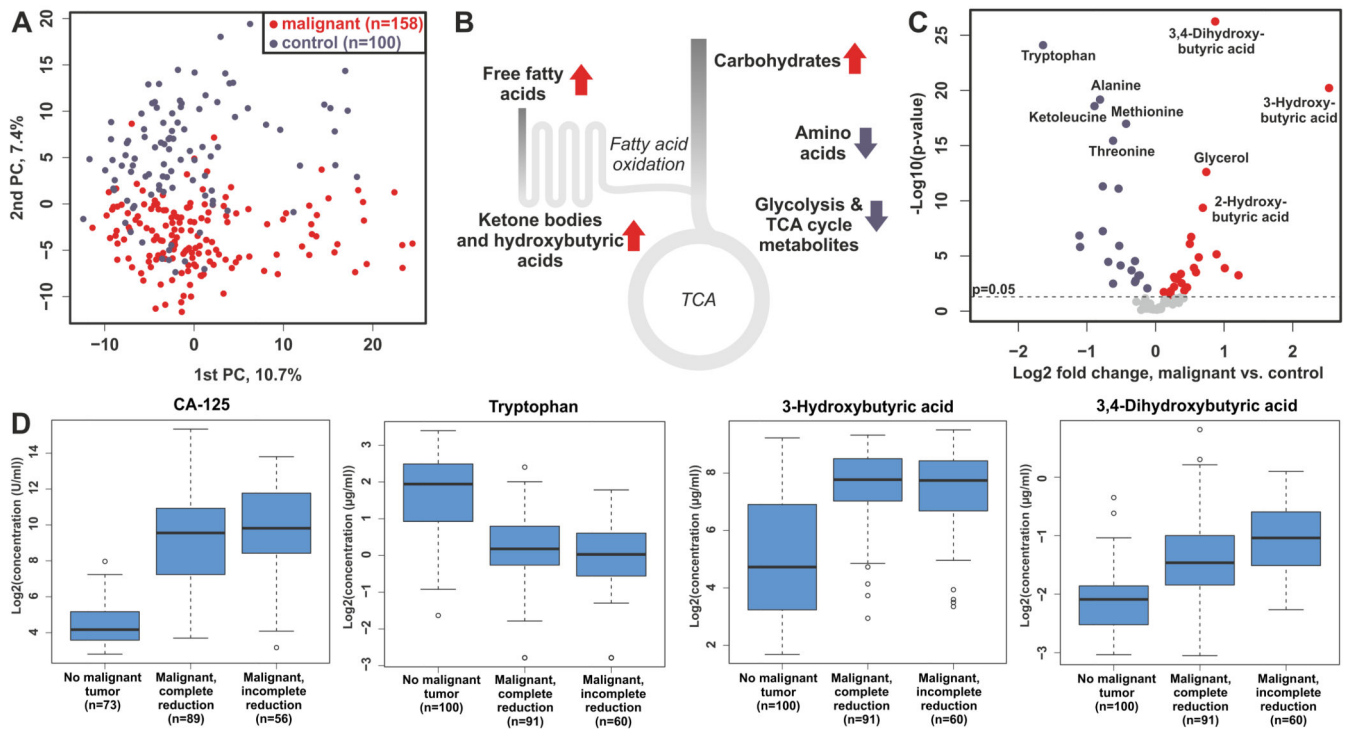 A
20
15
10
5
0
−5
−10
2nd PC, 7.4%
malignant (n=158)
control (n=100)
−10
0
10
20
1st PC, 10.7%
B
Free fatty
acids
Carbohydrates
Fatty acid
oxidation
Amino
acids
Ketone bodies
and hydroxybutyric
acids
Glycolysis &
TCA cycle
metabolites
TCA
C
25
20
15
10
5
0
-Log10(p-value)
Tryptophan
3,4-Dihydroxy-
butyric acid
Alanine
Ketoleucine
Methionine
Threonine
3-Hydroxy-
butyric acid
Glycerol
2-Hydroxy-
butyric acid
p=0.05
−2
−1
0
1
2
Log2 fold change, malignant vs. control
D
CA-125
Log2(concentration (U/ml))
14
12
10
8
6
4
No malignant
tumor
(n=73)
Malignant,
complete
reduction
(n=89)
Malignant,
incomplete
reduction
(n=56)
Tryptophan
Log2(concentration (µg/ml))
3
2
1
0
−1
−2
−3
No malignant
tumor
(n=100)
Malignant,
complete
reduction
(n=91)
Malignant,
incomplete
reduction
(n=60)
3-Hydroxybutyric acid
Log2(concentration (µg/ml))
8
6
4
2
No malignant
tumor
(n=100)
Malignant,
complete
reduction
(n=91)
Malignant,
incomplete
reduction
(n=60)
3,4-Dihydroxybutyric acid
Log2(concentration (µg/ml))
0
−1
−2
−3
No malignant
tumor
(n=100)
Malignant,
complete
reduction
(n=91)
Malignant,
incomplete
reduction
(n=60)